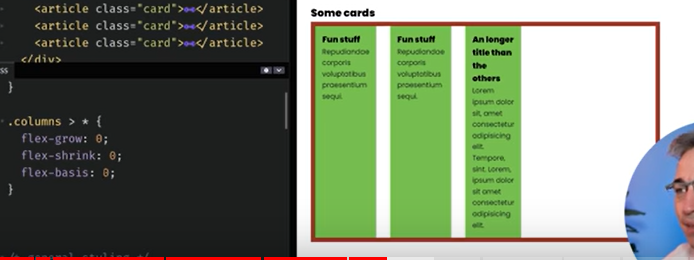 <article class="card"></article>
<article class="card"></article>
<article class="card"></article>
</div>
ss
}
.columns > * {
flex-grow: 0;
flex-shrink: 0;
flex-basis: 0;
}
Some cards
Fun stuff
Repudiandae
corporis
voluptatibus
praesentium
sequi.
Fun stuff
Repudiandae
corporis
voluptatibus
praesentium
sequi.
An longer
title than
the
others
Lorem
ipsum dolor
sit, amet
consectetur
adipisicing
elit.
Tempore,
sint. Lorem,
ipsum dolor
sit amet
consectetur
adipisicing
elit.